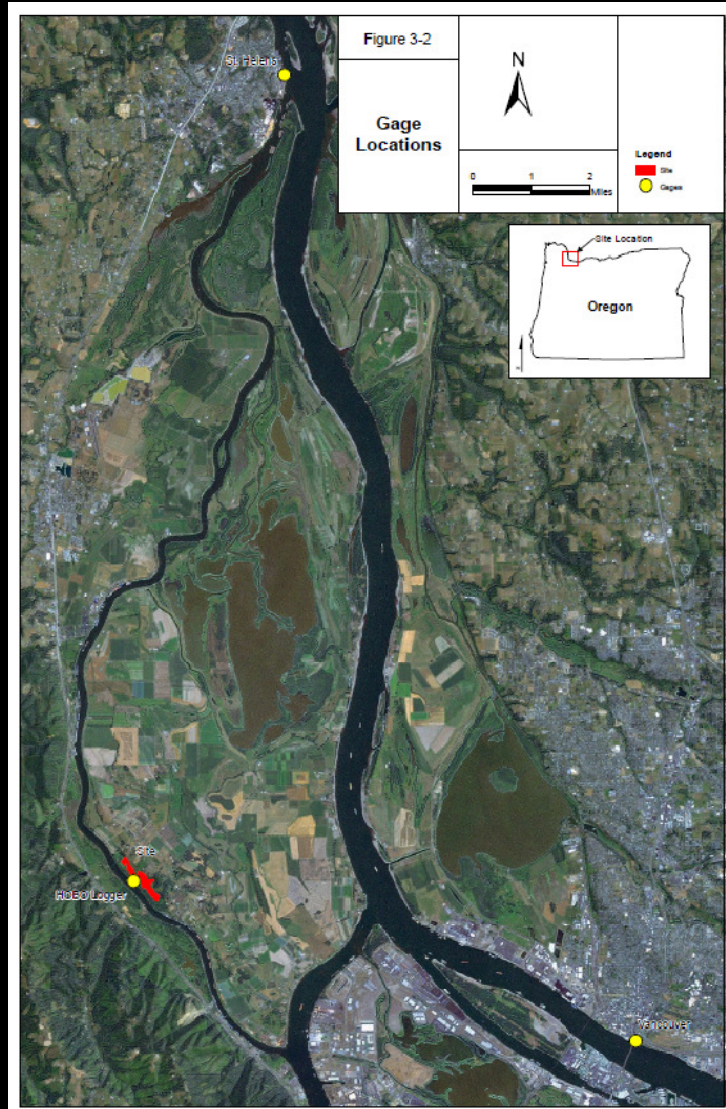 St. Helens
Figure 3-2
Gage
Locations
N
0 1 2
Miles
Legend
Site
Gages
Site Location
Oregon
Site
HOBO Logger
Vancouver